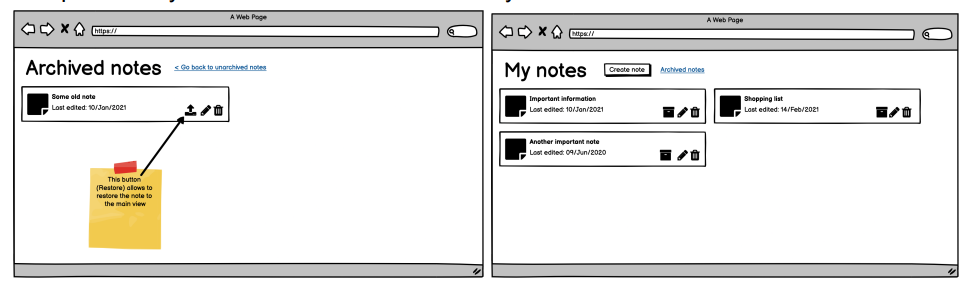 A Web Page
https://
Archived notes
< Go back to unarchived notes
Some old note
Last edited: 10/Jan/2021
This button
(Restore) allows to
restore the note to
the main view
A Web Page
https://
My notes
Create note
Archived notes
Important information
Last edited: 10/Jan/2021
Shopping list
Last edited: 14/Feb/2021
Another important note
Last edited: 09/Jun/2020